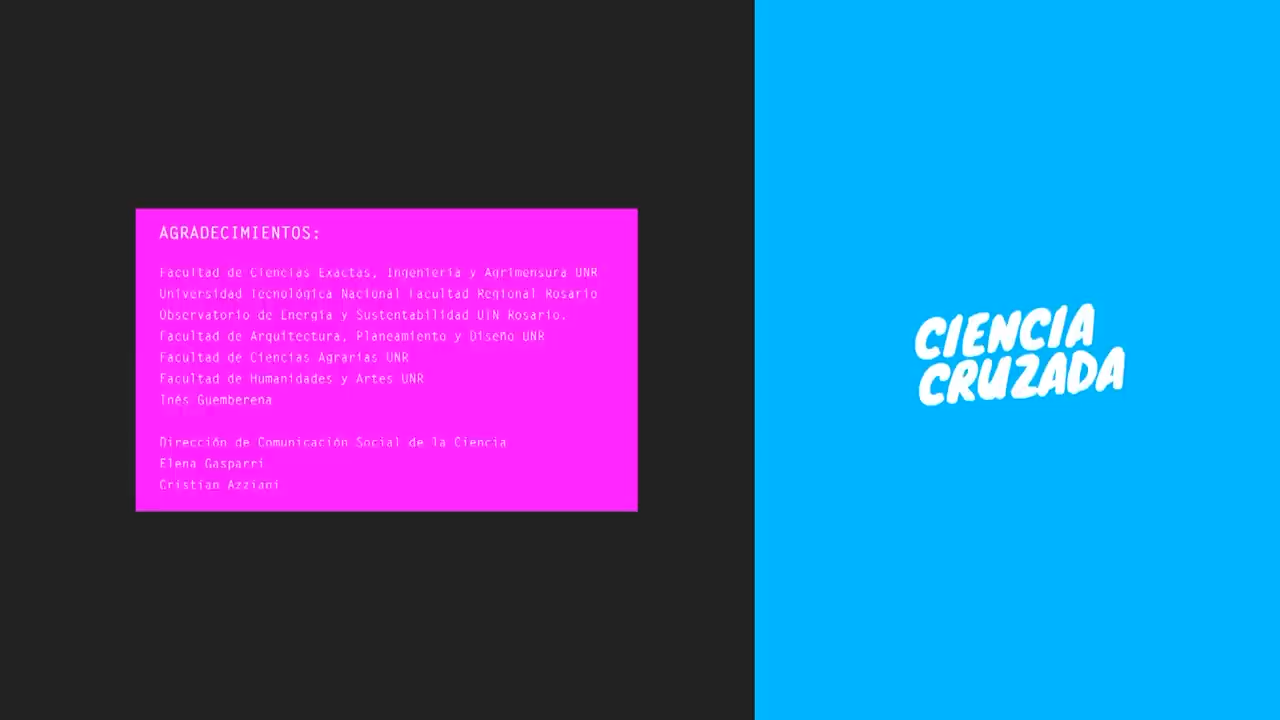 AGRADECIMIENTOS:
Facultad de Ciencias Exactas, Ingeniería y Agrimensura UNR
Universidad Tecnológica Nacional Facultad Regional Rosario
Observatorio de Energía y Sustentabilidad UTN Rosario.
Facultad de Arquitectura, Planeamiento y Diseño UNR
Facultad de Ciencias Agrarias UNR
Facultad de Humanidades y Artes UNR
Inés Guemberena
Dirección de Comunicación Social de la Ciencia
Elena Gasparri
Cristian Azziani
CIENCIA
CRUZADA